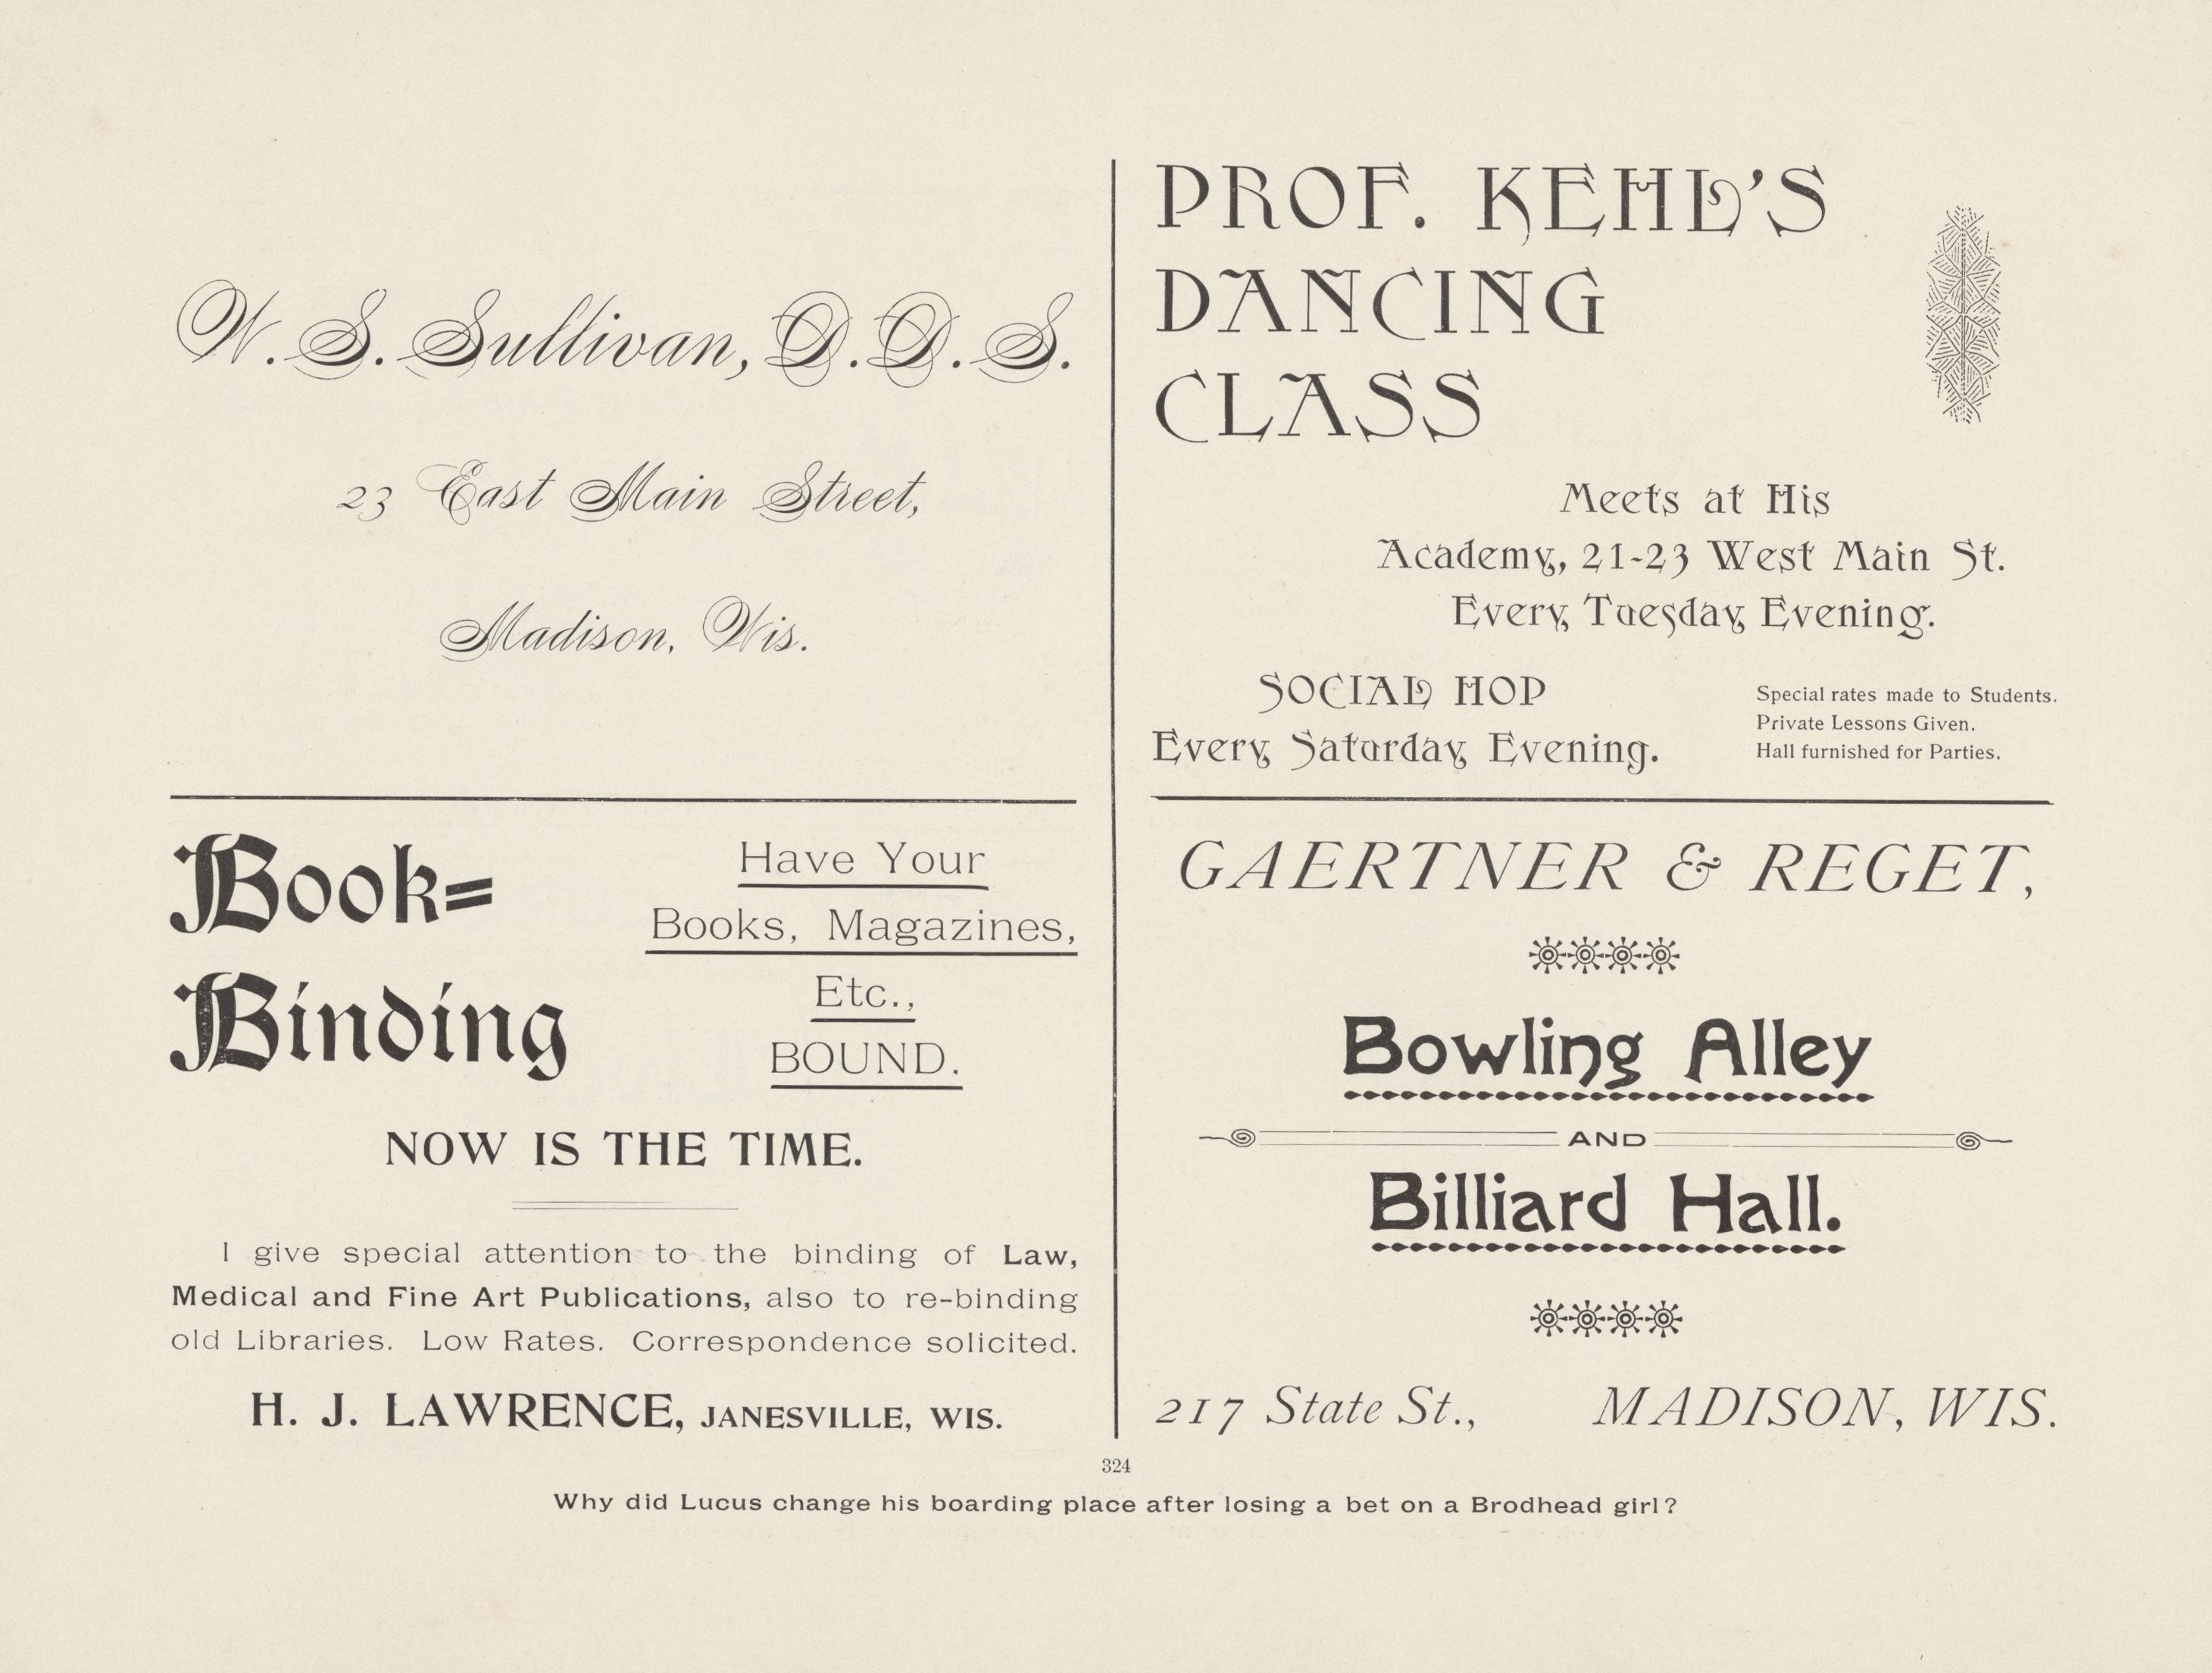 W. S. Sullivan, D.D.S.
23 East Main Street,
Madison, Wis.
PROF. KEHL'S
DANCING
CLASS
Meets at His
Academy, 21-23 West Main St.
Every Tuesday Evening.
SOCIAL HOP
Every Saturday Evening.
Special rates made to Students.
Private Lessons Given.
Hall furnished for Parties.
Book=
Binding
Have Your
Books, Magazines,
Etc.,
BOUND.
NOW IS THE TIME.
I give special attention to the binding of Law,
Medical and Fine Art Publications, also to re-binding
old Libraries. Low Rates. Correspondence solicited.
H. J. LAWRENCE, JANESVILLE, WIS.
GAERTNER & REGET,
Bowling Alley
AND
Billiard Hall.
217 State St., MADISON, WIS.
324
Why did Lucus change his boarding place after losing a bet on a Brodhead girl?